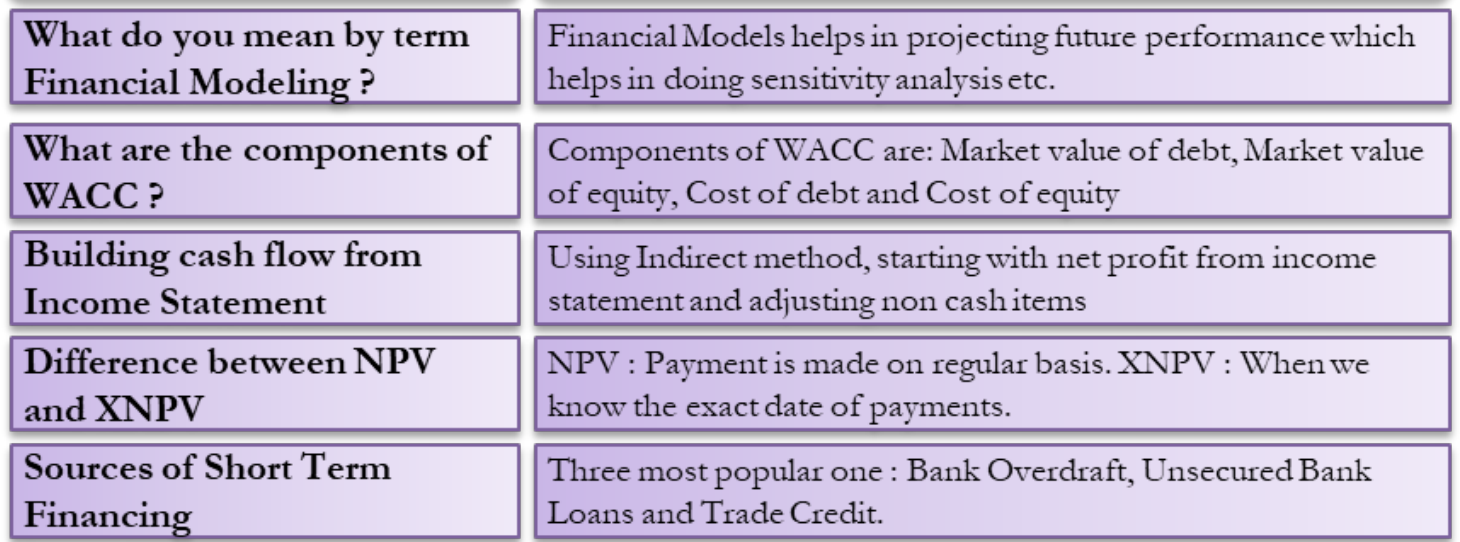 What do you mean by term
Financial Modeling ?
Financial Models helps in projecting future performance which
helps in doing sensitivity analysis etc.
What are the components of
WACC ?
Components of WACC are: Market value of debt, Market value
of equity, Cost of debt and Cost of equity
Building cash flow from
Income Statement
Using Indirect method, starting with net profit from income
statement and adjusting non cash items
Difference between NPV
and XNPV
NPV : Payment is made on regular basis. XNPV : When we
know the exact date of payments.
Sources of Short Term
Financing
Three most popular one : Bank Overdraft, Unsecured Bank
Loans and Trade Credit.